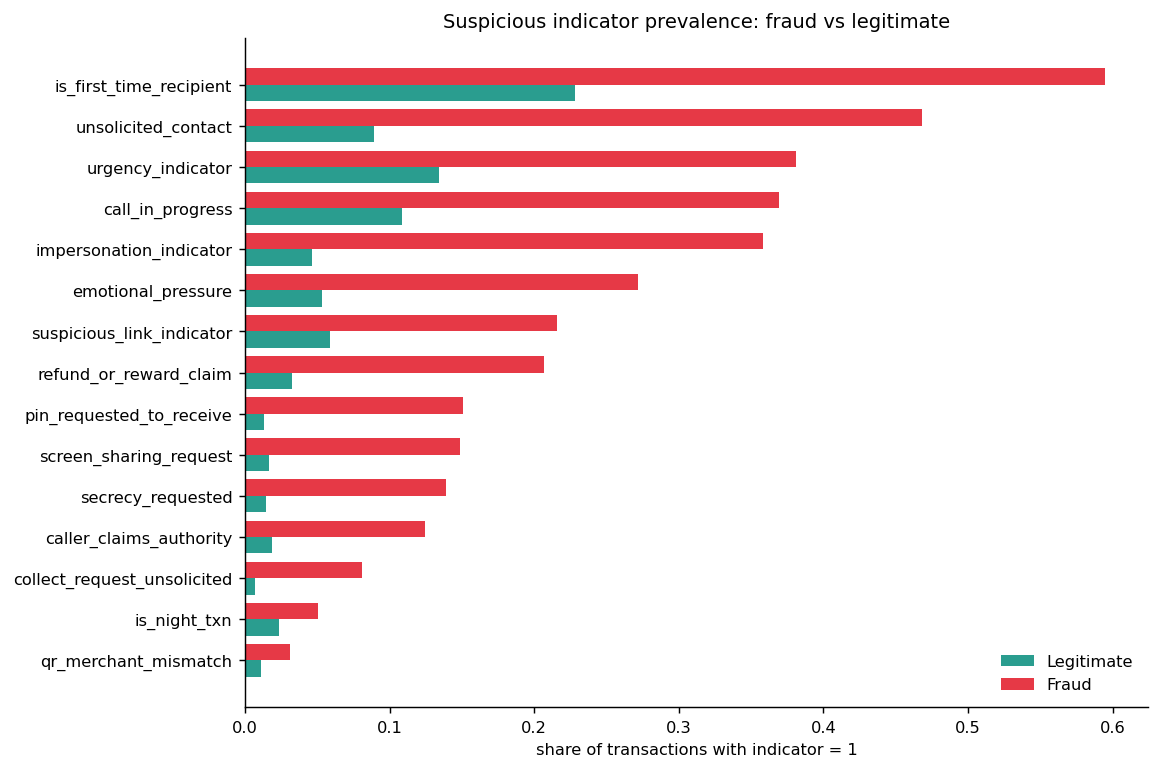 Suspicious indicator prevalence: fraud vs legitimate
is_first_time_recipient
unsolicited_contact
urgency_indicator
call_in_progress
impersonation_indicator
emotional_pressure
suspicious_link_indicator
refund_or_reward_claim
pin_requested_to_receive
screen_sharing_request
secrecy_requested
caller_claims_authority
collect_request_unsolicited
is_night_txn
qr_merchant_mismatch
Legitimate
Fraud
0.0 0.1 0.2 0.3 0.4 0.5 0.6
share of transactions with indicator = 1